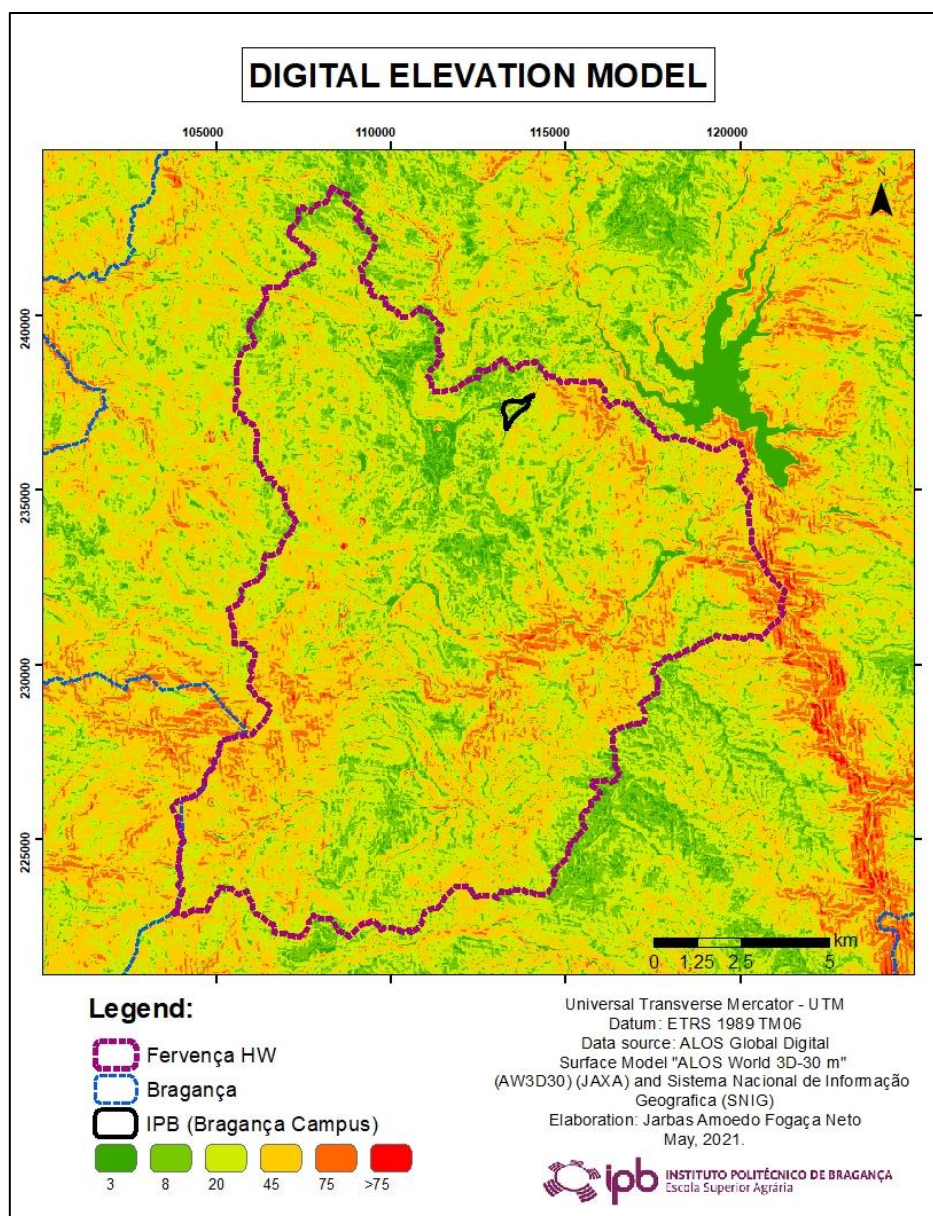 DIGITAL ELEVATION MODEL
105000 110000 115000 120000
N
240000
235000
230000
225000
km
0 1,25 2,5 5
Legend:
Fervença HW
Bragança
IPB (Bragança Campus)
3 8 20 45 75 >75
Universal Transverse Mercator - UTM
Datum: ETRS 1989 TM06
Data source: ALOS Global Digital
Surface Model "ALOS World 3D-30 m"
(AW3D30) (JAXA) and Sistema Nacional de Informação
Geografica (SNIG)
Elaboration: Jarbas Amoedo Fogaça Neto
May, 2021.
ipb INSTITUTO POLITÉCNICO DE BRAGANÇA
Escola Superior Agrária